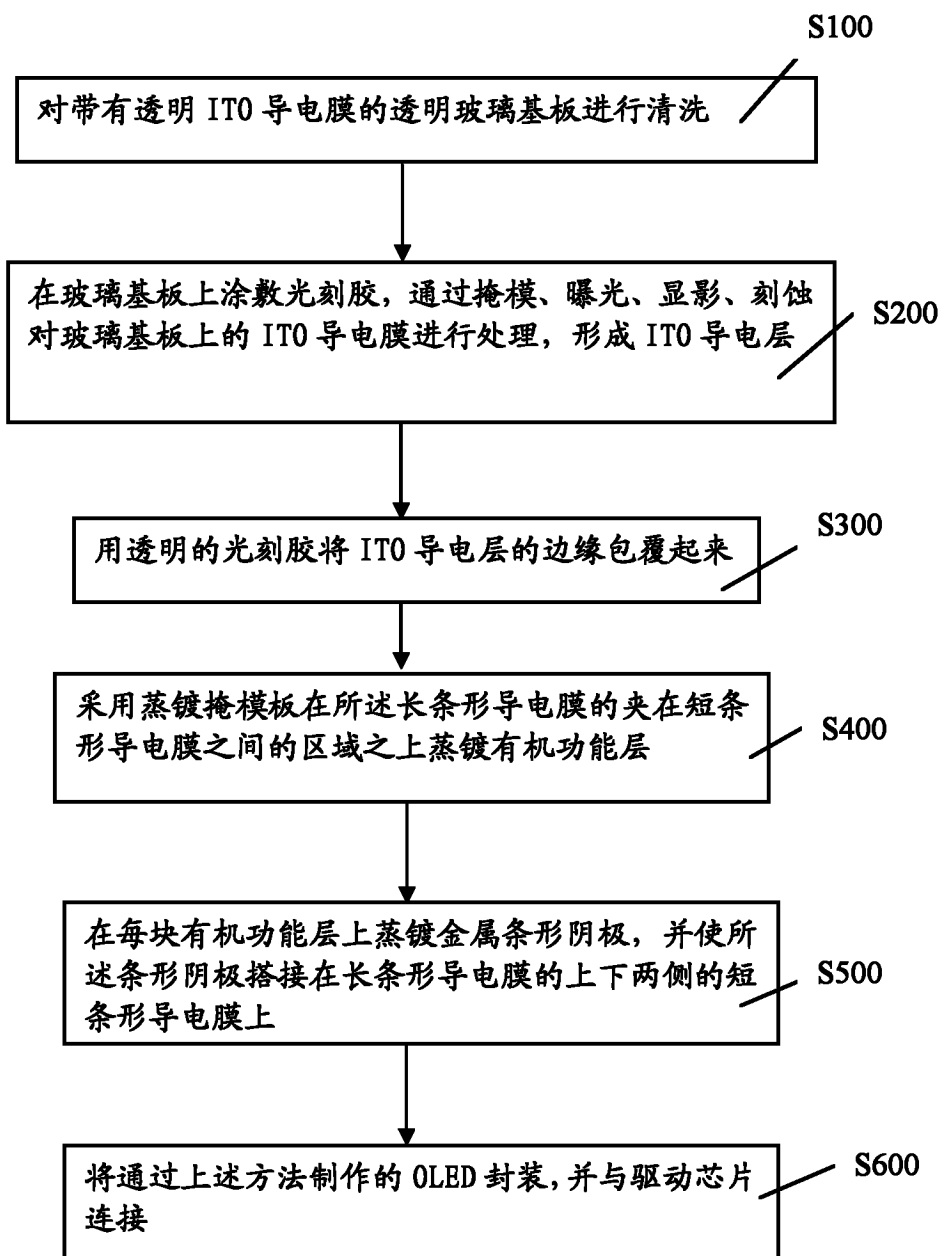 S100
对带有透明 ITO 导电膜的透明玻璃基板进行清洗
在玻璃基板上涂敷光刻胶，通过掩模、曝光、显影、刻蚀
对玻璃基板上的 ITO 导电膜进行处理，形成 ITO 导电层
S200
用透明的光刻胶将 ITO 导电层的边缘包覆起来
S300
采用蒸镀掩模板在所述长条形导电膜的夹在短条
形导电膜之间的区域之上蒸镀有机功能层
S400
在每块有机功能层上蒸镀金属条形阴极，并使所
述条形阴极搭接在长条形导电膜的上下两侧的短
条形导电膜上
S500
将通过上述方法制作的 OLED 封装，并与驱动芯片
连接
S600